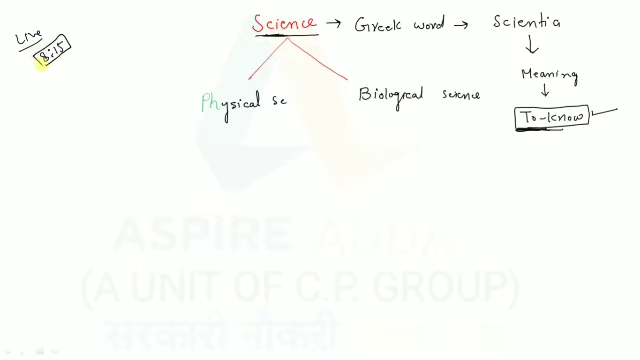 Live
8:15
Science → Greek word → Scientia
Meaning
Physical Sc
Biological science
To-know
ASPIRE
(A UNIT OF C.P. GROUP)
सरकारी नौकरी